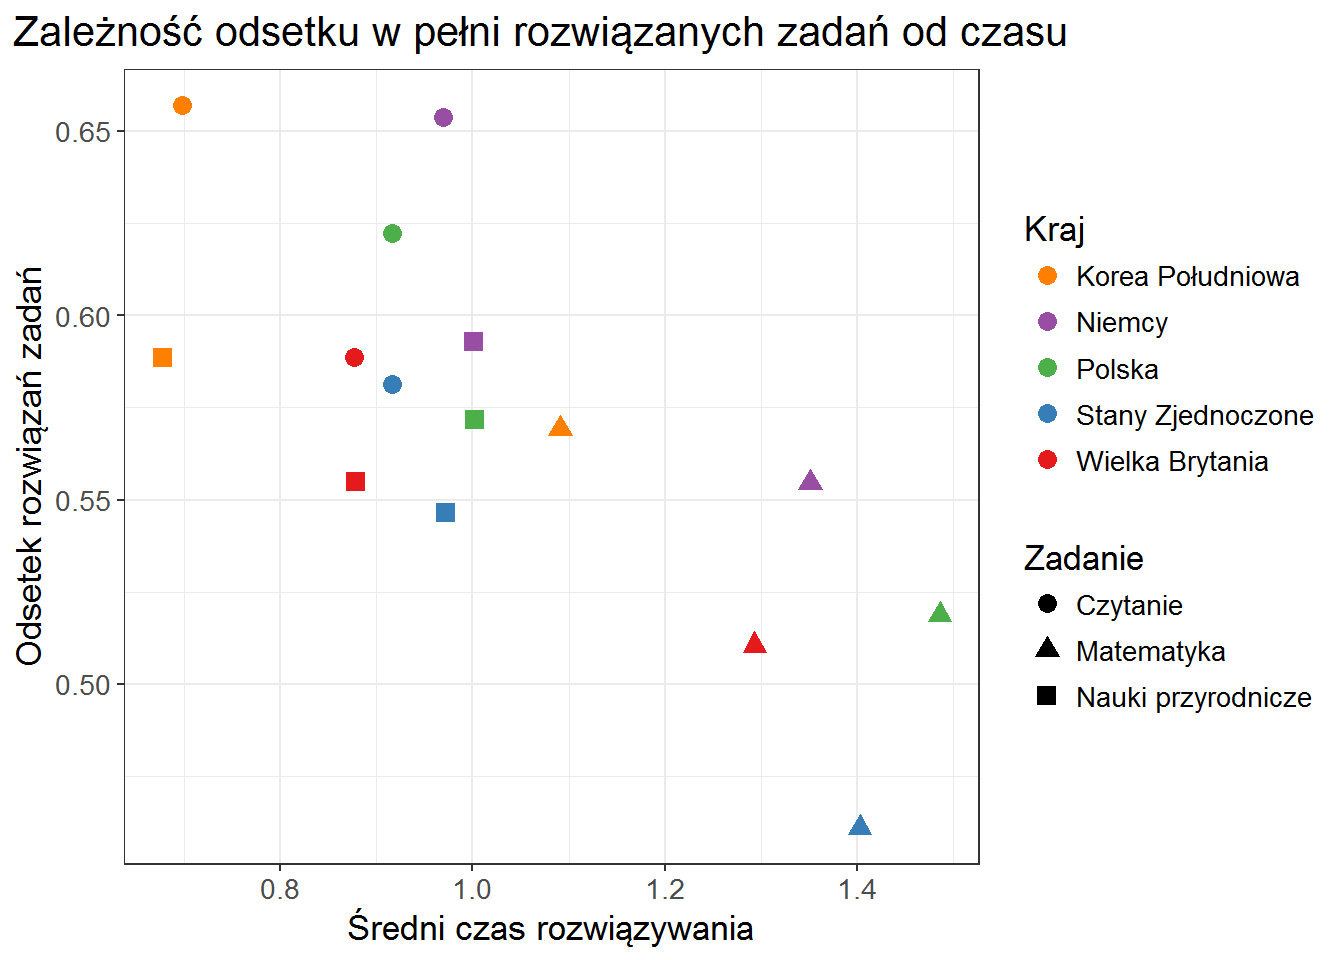 Zależność odsetku w pełni rozwiązanych zadań od czasu
Odsetek rozwiązań zadań
0.65
0.60
0.55
0.50
0.8
1.0
1.2
1.4
Średni czas rozwiązywania
Kraj
Korea Południowa
Niemcy
Polska
Stany Zjednoczone
Wielka Brytania
Zadanie
Czytanie
Matematyka
Nauki przyrodnicze